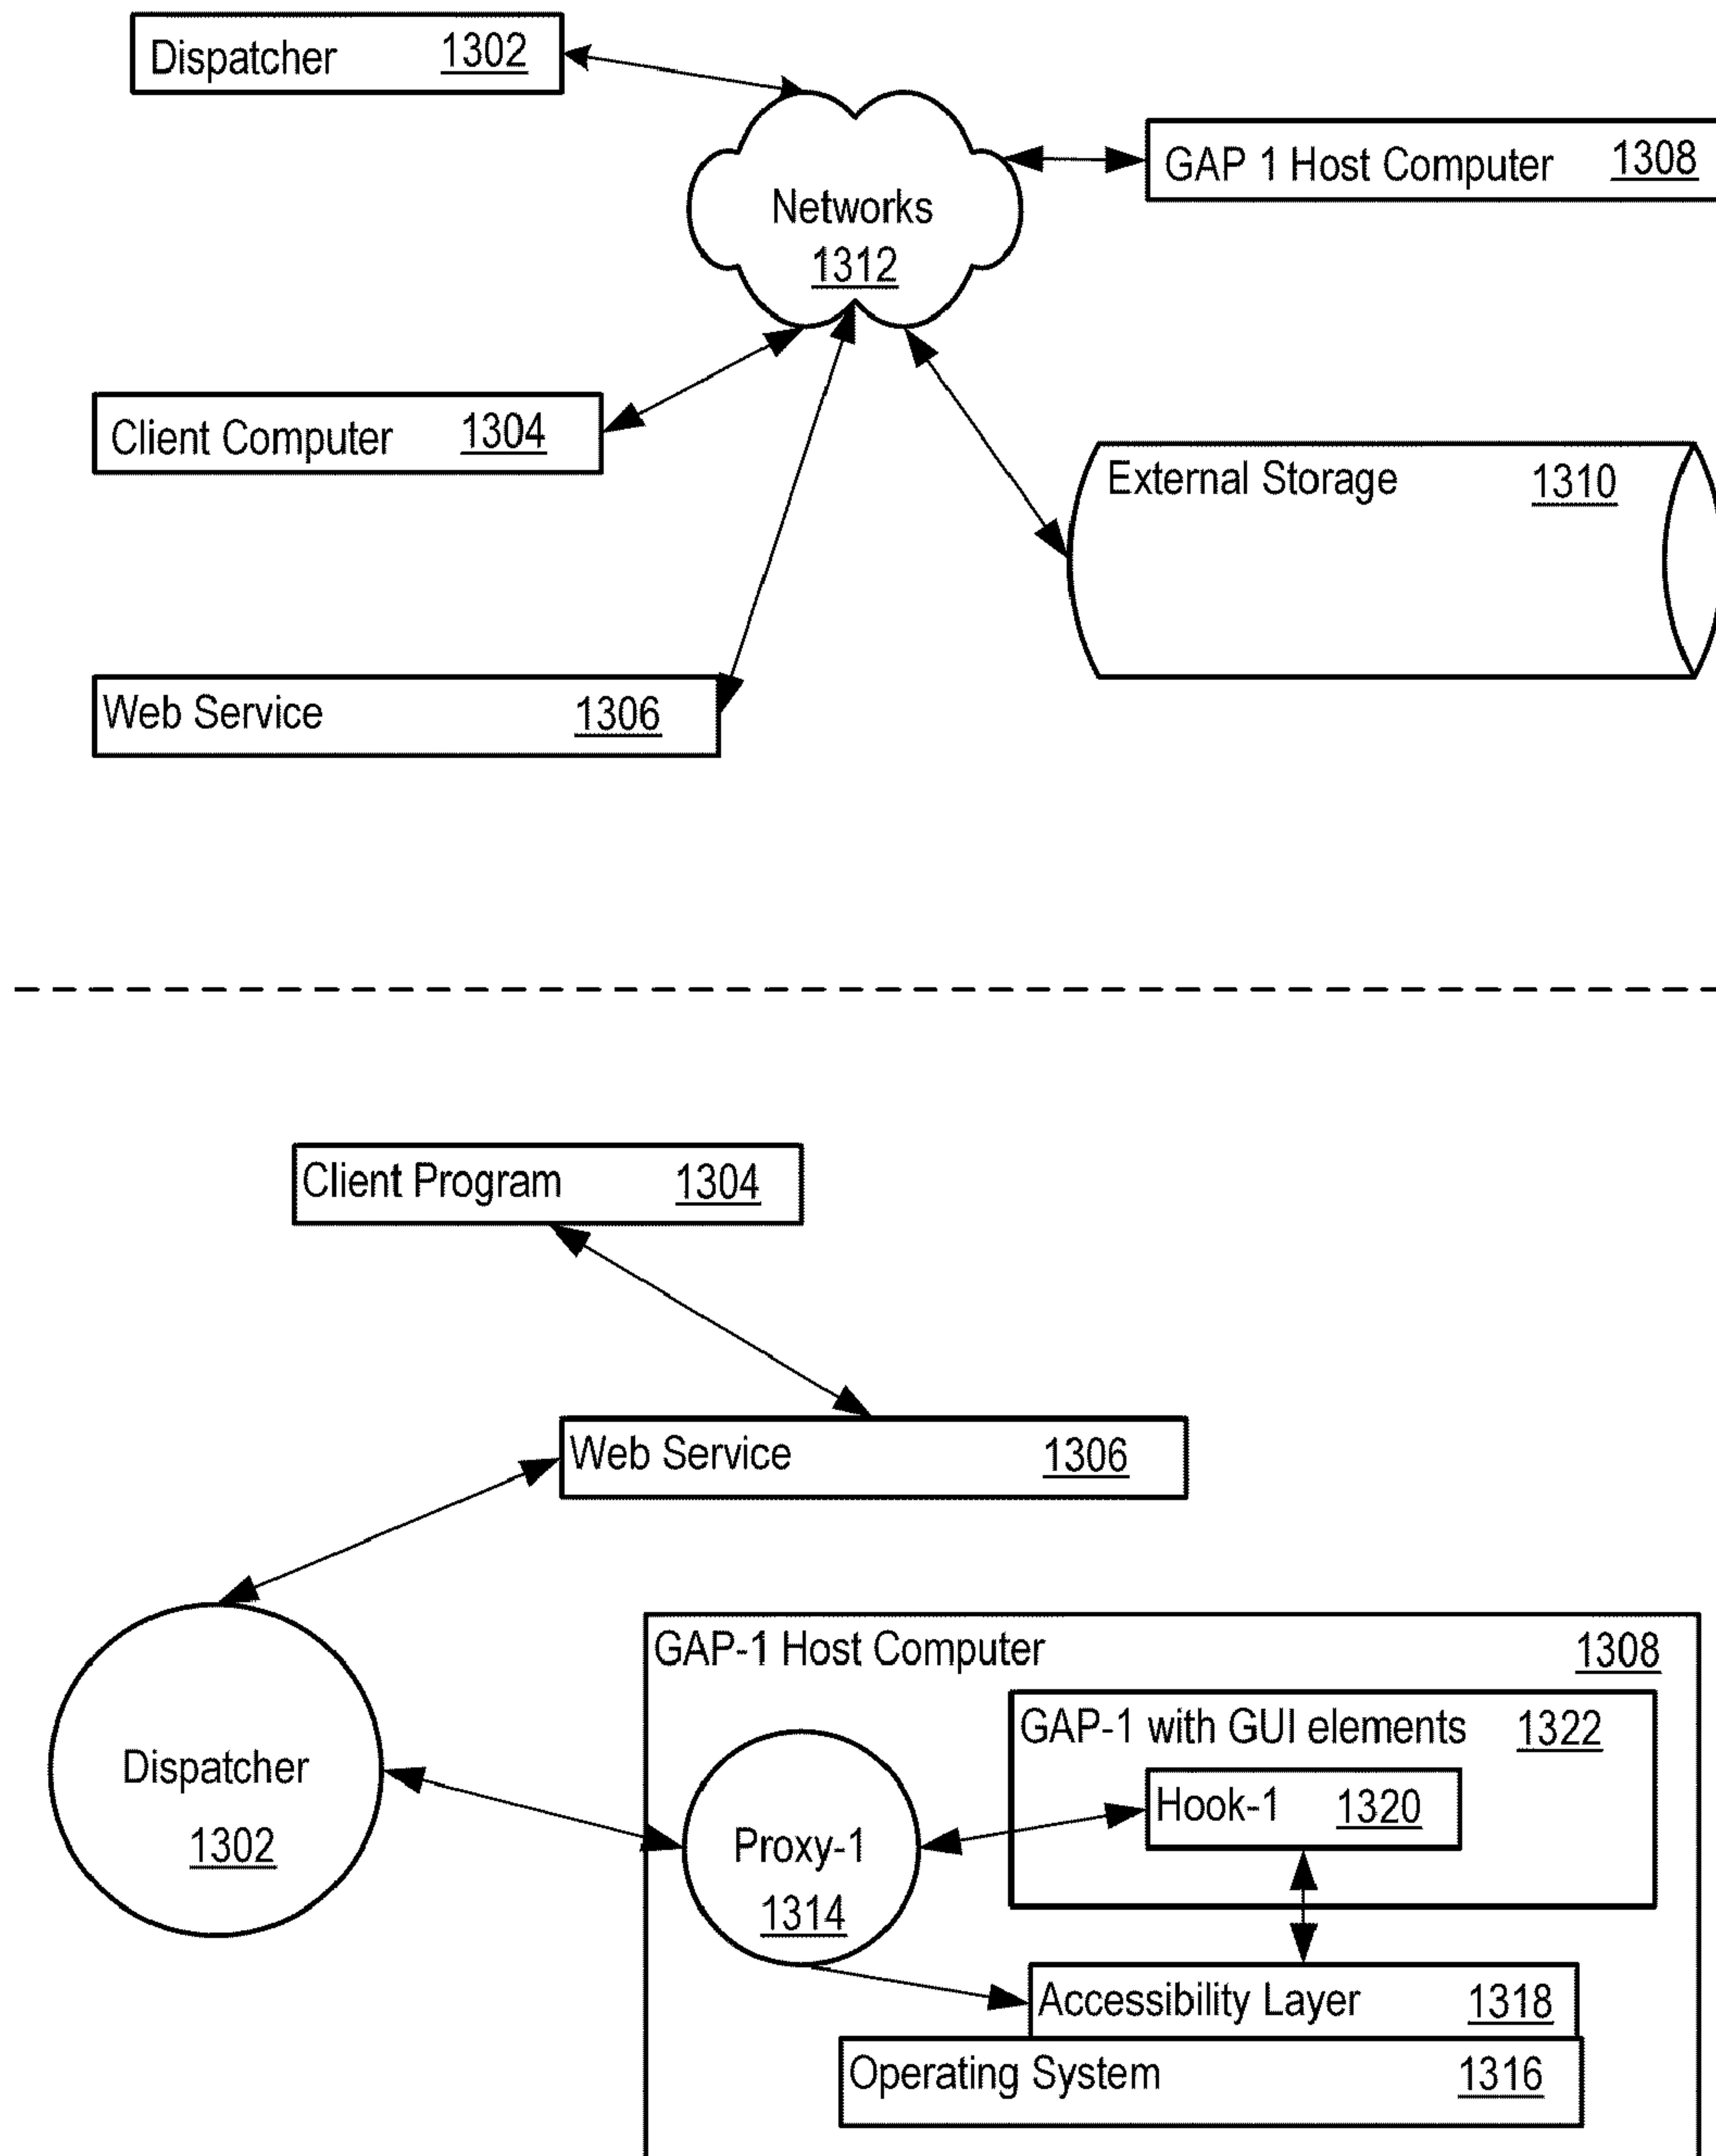 Dispatcher 1302
GAP 1 Host Computer 1308
Networks
1312
Client Computer 1304
External Storage 1310
Web Service 1306
Client Program 1304
Web Service 1306
GAP-1 Host Computer 1308
GAP-1 with GUI elements 1322
Dispatcher
1302
Hook-1 1320
Proxy-1
1314
Accessibility Layer 1318
Operating System 1316